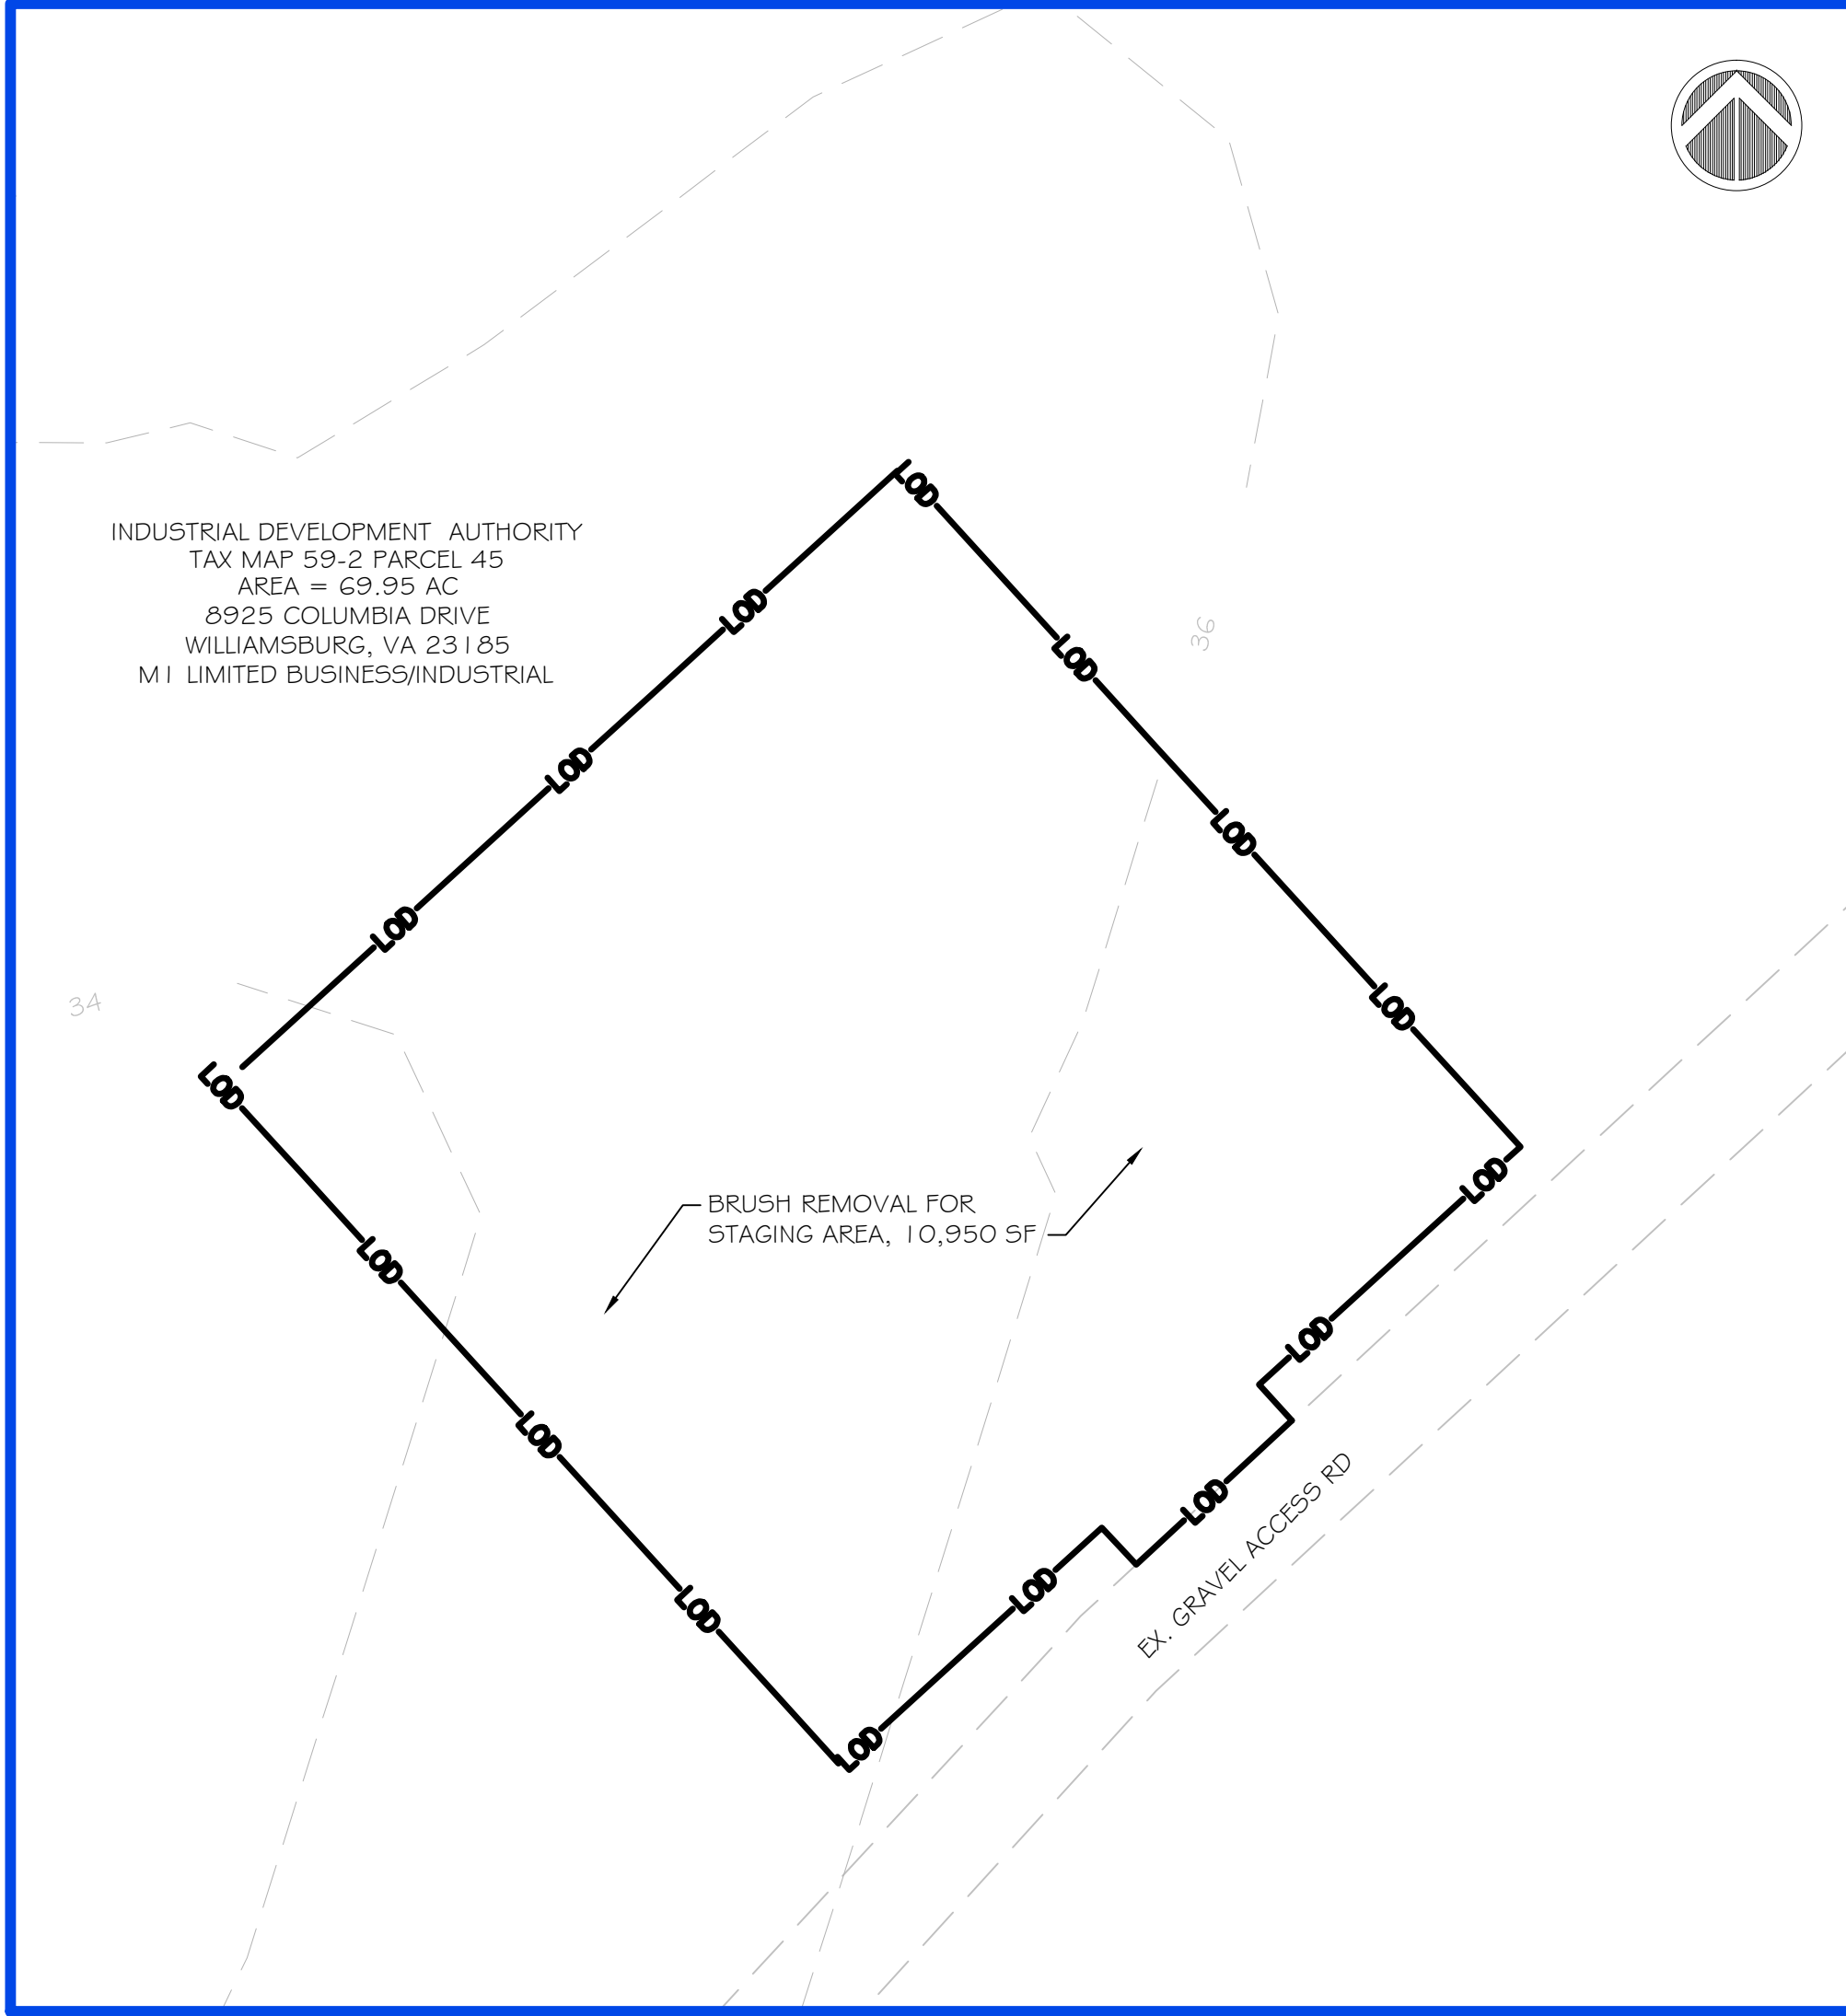 INDUSTRIAL DEVELOPMENT AUTHORITY
TAX MAP 59-2 PARCEL 45
AREA = 69.95 AC
8925 COLUMBIA DRIVE
WILLIAMSBURG, VA 23185
M1 LIMITED BUSINESS/INDUSTRIAL
LOD
LOD
LOD
LOD
LOD
LOD
LOD
36
34
LOD
LOD
LOD
LOD
BRUSH REMOVAL FOR
STAGING AREA, 10,950 SF
LOD
LOD
LOD
LOD
LOD
EX. GRAVEL ACCESS RD